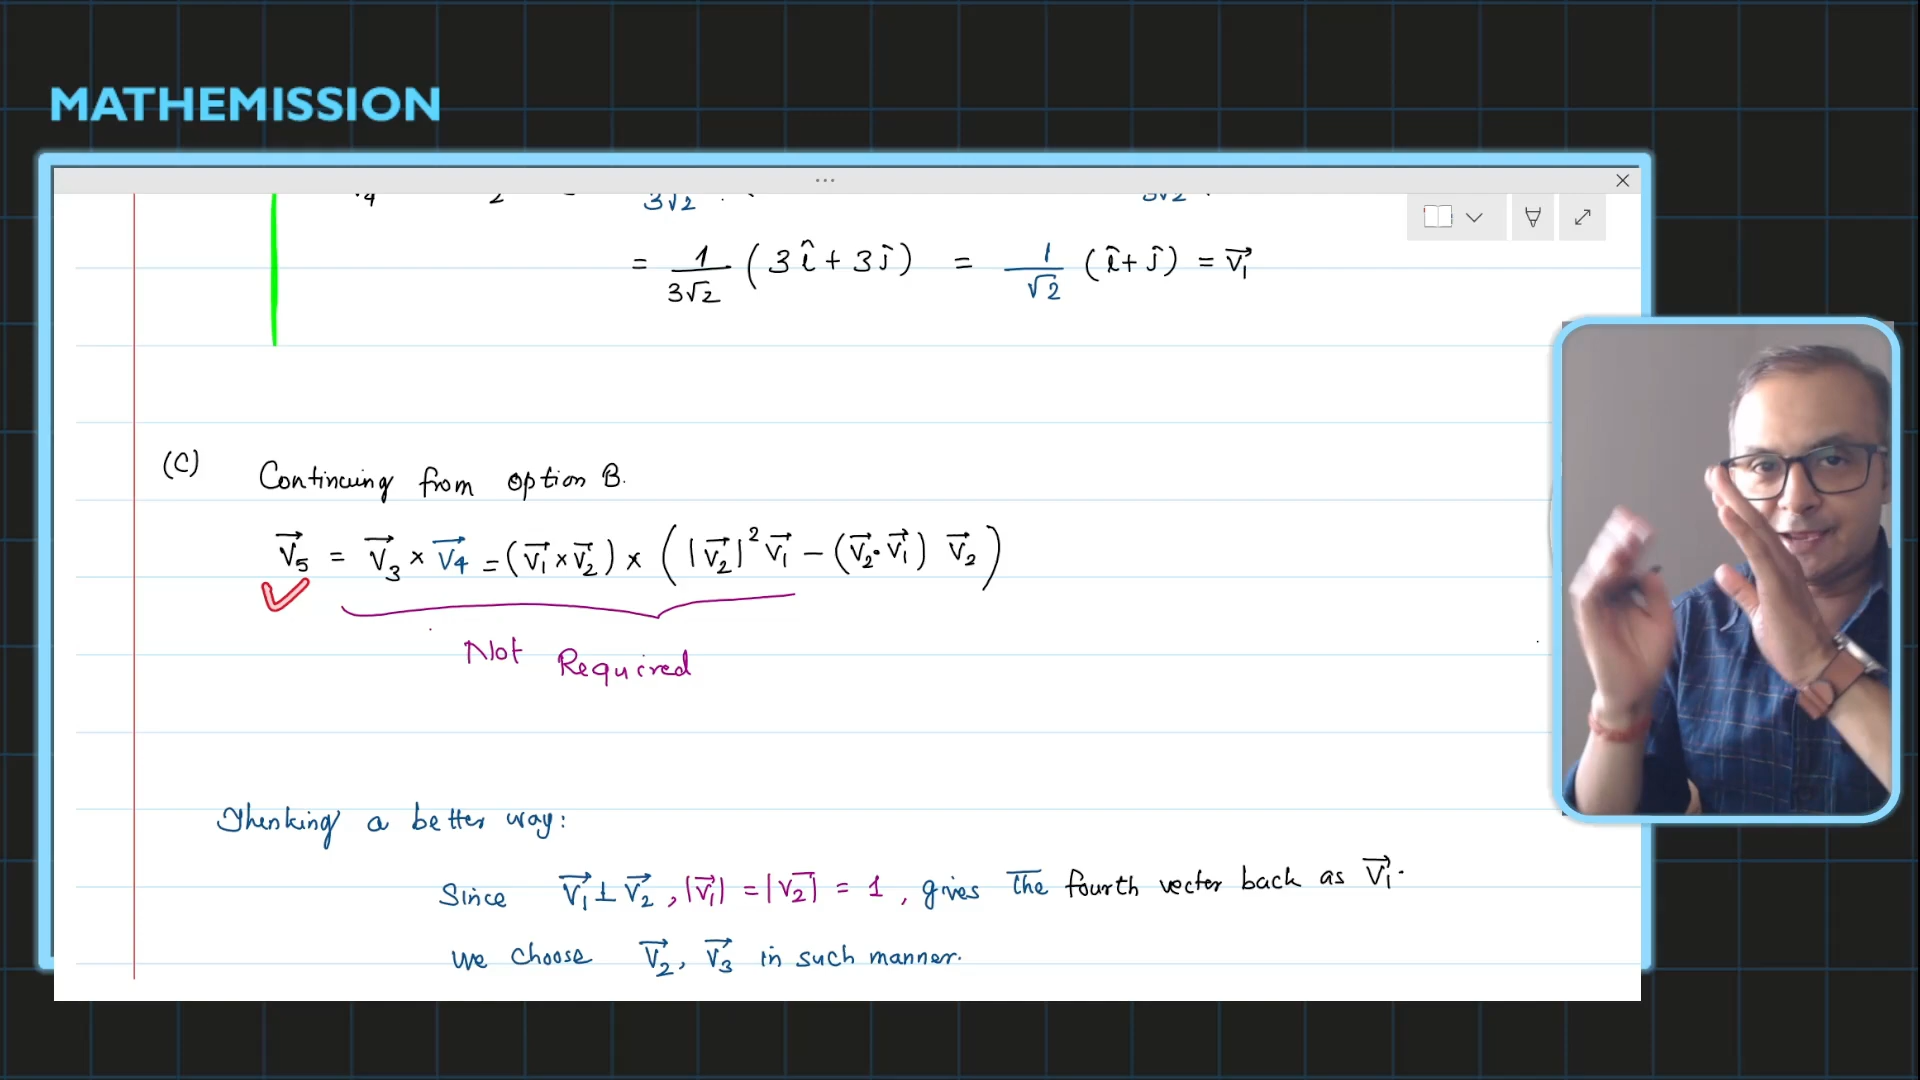 MATHEMISSION
= 1/3√2 (3î + 3ĵ) = 1/√2 (î + ĵ) = v⃗₁
(C) Continuing from option B.
v⃗₅ = v⃗₃ × v⃗₄ = (v⃗₁ × v⃗₂) × (|v⃗₂|² v⃗₁ − (v⃗₂·v⃗₁) v⃗₂)
Not Required
Thinking a better way:
Since v⃗₁ ⊥ v⃗₂, |v⃗₁| = |v⃗₂| = 1, gives the fourth vector back as v⃗₁.
We choose v⃗₂, v⃗₃ in such manner.